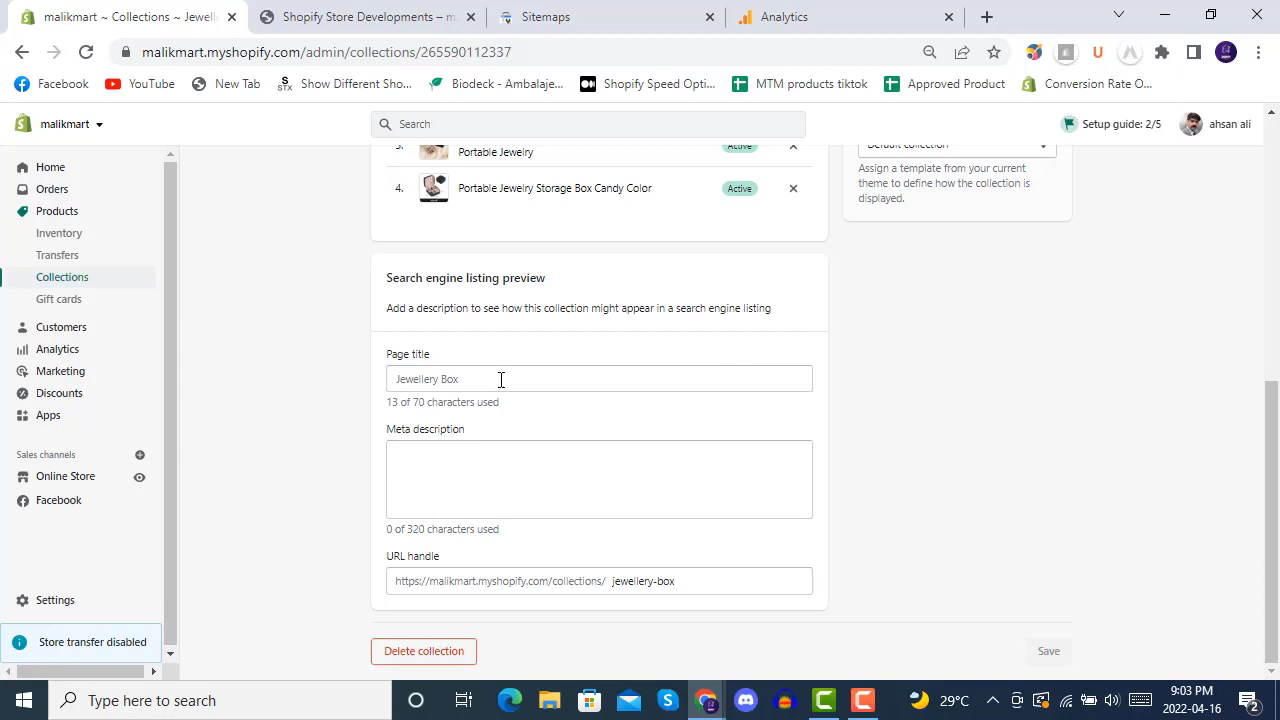 malikmart ~ Collections ~ Jewell
Shopify Store Developments – m
Sitemaps
Analytics
malikmart.myshopify.com/admin/collections/265590112337
Facebook
YouTube
New Tab
STX
Show Different Sho...
Biodeck - Ambalaje...
Shopify Speed Opti...
MTM products tiktok
Approved Product
Conversion Rate O...
malikmart
Search
Setup guide: 2/5
ahsan ali
Home
Orders
Products
Inventory
Transfers
Collections
Gift cards
Customers
Analytics
Marketing
Discounts
Apps
Sales channels
Online Store
Facebook
Settings
Store transfer disabled
3.
Portable Jewelry
Active
4.
Portable Jewelry Storage Box Candy Color
Active
Default collection
Assign a template from your current
theme to define how the collection is
displayed.
Search engine listing preview
Add a description to see how this collection might appear in a search engine listing
Page title
Jewellery Box
13 of 70 characters used
Meta description
0 of 320 characters used
URL handle
https://malikmart.myshopify.com/collections/ jewellery-box
Delete collection
Save
Type here to search
29°C
9:03 PM
2022-04-16
2